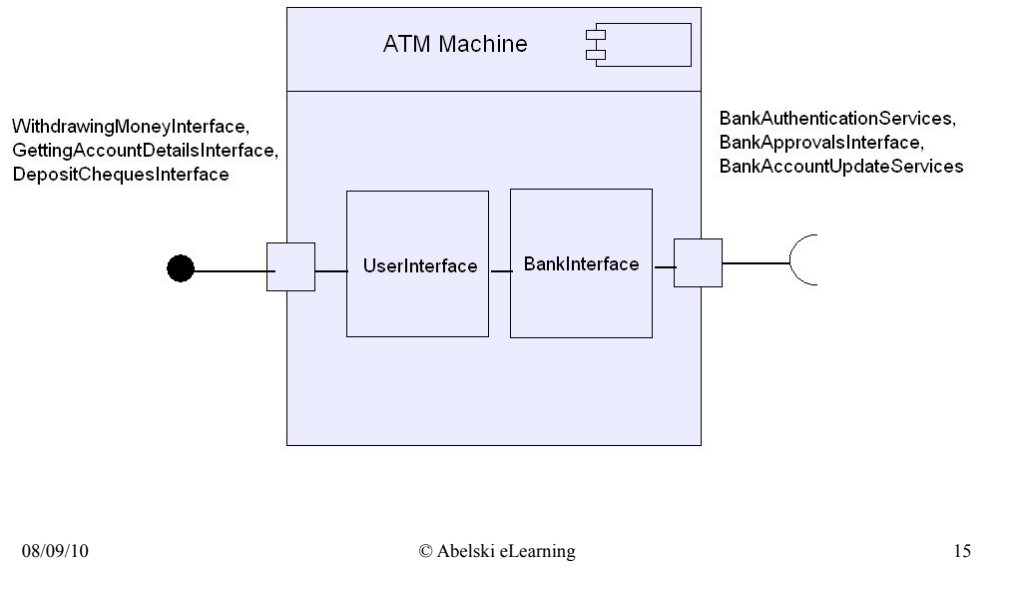 ATM Machine
WithdrawingMoneyInterface,
GettingAccountDetailsInterface,
DepositChequesInterface
BankAuthenticationServices,
BankApprovalsInterface,
BankAccountUpdateServices
UserInterface
BankInterface
08/09/10
© Abelski eLearning
15